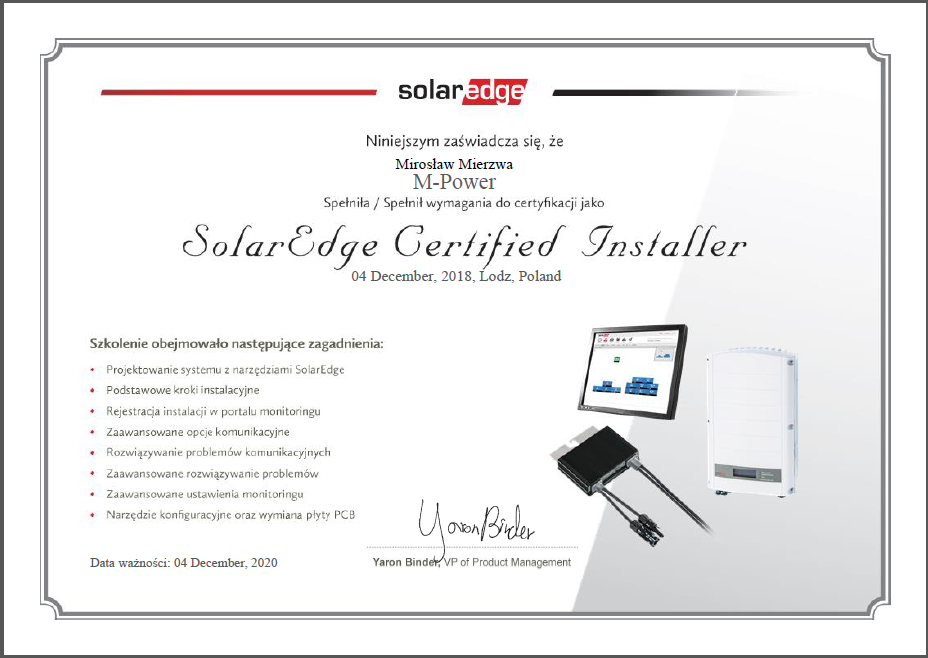 solaredge
Niniejszym zaświadcza się, że
Mirosław Mierzwa
M-Power
Spełniła / Spełnił wymagania do certyfikacji jako
SolarEdge Certified Installer
04 December, 2018, Lodz, Poland
Szkolenie obejmowało następujące zagadnienia:
• Projektowanie systemu z narzędziami SolarEdge
• Podstawowe kroki instalacyjne
• Rejestracja instalacji w portalu monitoringu
• Zaawansowane opcje komunikacyjne
• Rozwiązywanie problemów komunikacyjnych
• Zaawansowane rozwiązywanie problemów
• Zaawansowane ustawienia monitoringu
• Narzędzie konfiguracyjne oraz wymiana płyty PCB
Yaron Binder
Data ważności: 04 December, 2020
Yaron Binder, VP of Product Management